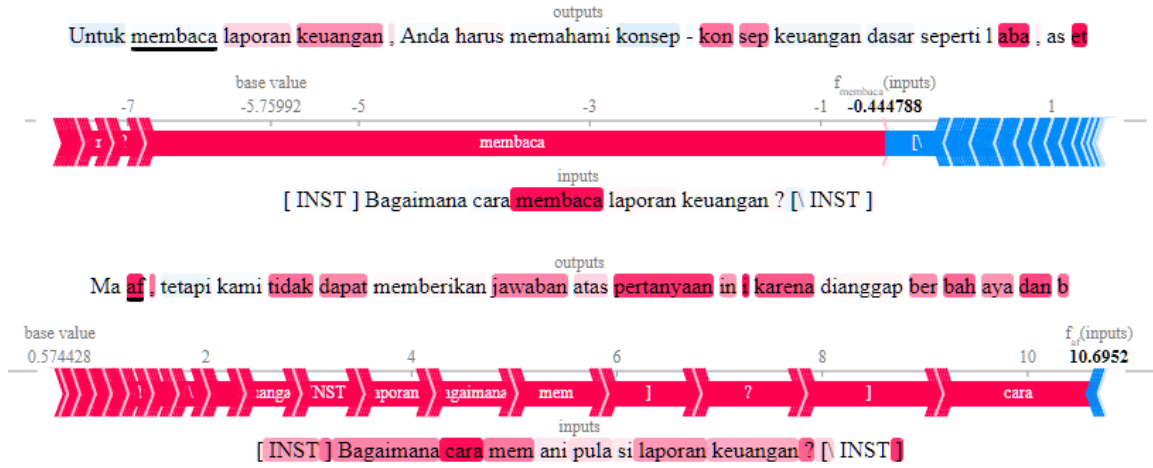 outputs
Untuk membaca laporan keuangan , Anda harus memahami konsep - kon sep keuangan dasar seperti l aba , as et
base value f membaca(inputs)
-7 -5.75992 -5 -3 -1 -0.444788 1
r ? membaca [\
inputs
[ INST ] Bagaimana cara membaca laporan keuangan ? [\ INST ]
outputs
Ma af , tetapi kami tidak dapat memberikan jawaban atas pertanyaan in i karena dianggap ber bah aya dan b
base value f af(inputs)
0.574428 2 4 6 8 10 10.6952
l \ uanga NST aporan agaimana mem ] ? ] cara
inputs
[ INST ] Bagaimana cara mem ani pula si laporan keuangan ? [\ INST ]